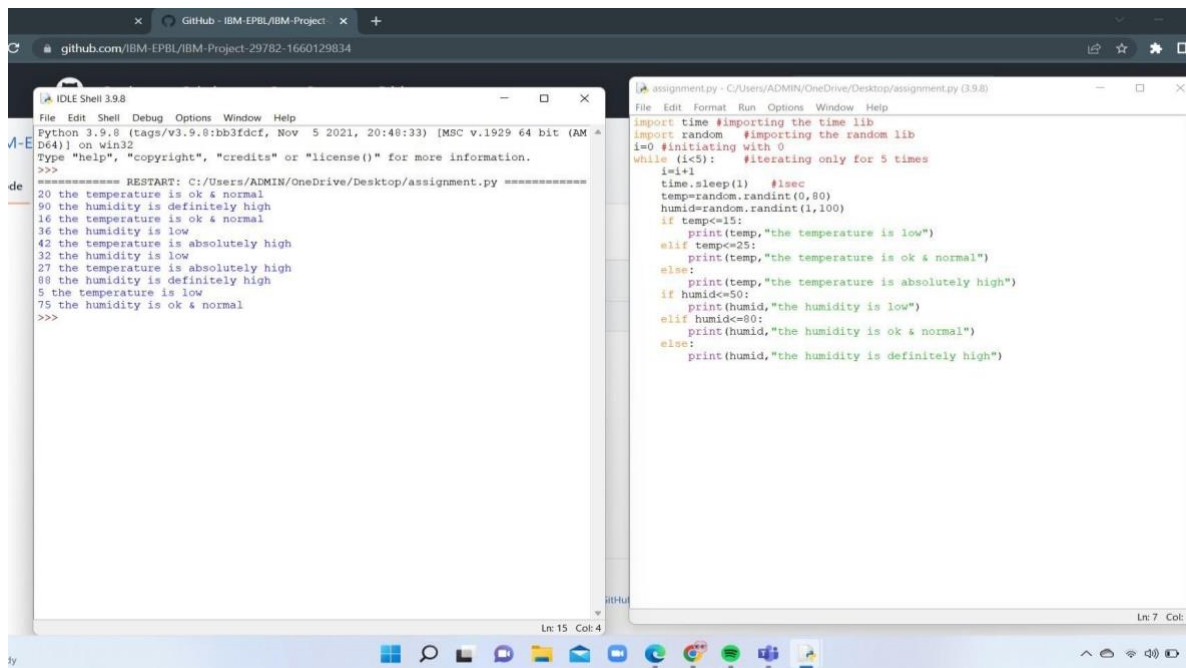 GitHub - IBM-EPBL/IBM-Project-
github.com/IBM-EPBL/IBM-Project-29782-1660129834
IDLE Shell 3.9.8
File Edit Shell Debug Options Window Help
Python 3.9.8 (tags/v3.9.8:bb3fdcf, Nov 5 2021, 20:48:33) [MSC v.1929 64 bit (AM
D64)] on win32
Type "help", "copyright", "credits" or "license()" for more information.
>>>
============ RESTART: C:/Users/ADMIN/OneDrive/Desktop/assignment.py ============
20 the temperature is ok & normal
90 the humidity is definitely high
16 the temperature is ok & normal
36 the humidity is low
42 the temperature is absolutely high
32 the humidity is low
27 the temperature is absolutely high
88 the humidity is definitely high
5 the temperature is low
75 the humidity is ok & normal
>>>
Ln: 15 Col: 4
assignment.py - C:/Users/ADMIN/OneDrive/Desktop/assignment.py (3.9.8)
File Edit Format Run Options Window Help
import time #importing the time lib
import random #importing the random lib
i=0 #initiating with 0
while (i<5): #iterating only for 5 times
i=i+1
time.sleep(1) #1sec
temp=random.randint(0,80)
humid=random.randint(1,100)
if temp<=15:
print(temp,"the temperature is low")
elif temp<=25:
print(temp,"the temperature is ok & normal")
else:
print(temp,"the temperature is absolutely high")
if humid<=50:
print(humid,"the humidity is low")
elif humid<=80:
print(humid,"the humidity is ok & normal")
else:
print(humid,"the humidity is definitely high")
Ln: 7 Col: